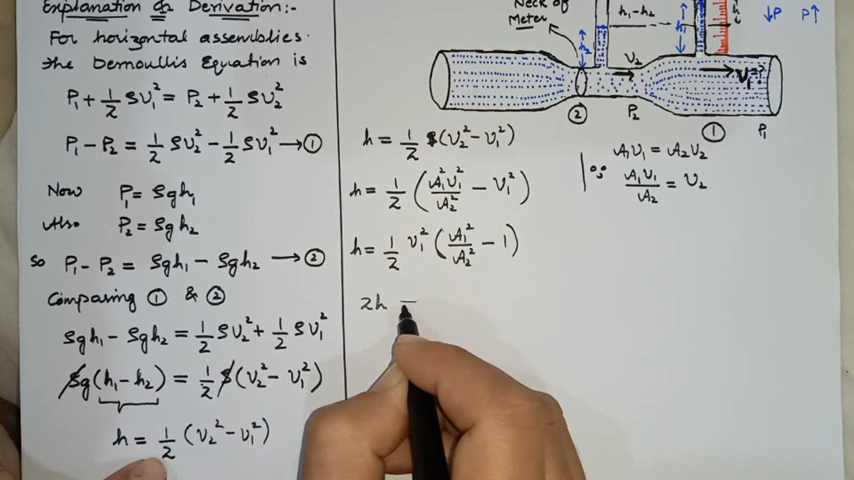 Explanation & Derivation:-
For horizontal assemblies.
the Bernoullis Equation is
P₁ + 1/2 ρv₁² = P₂ + 1/2 ρv₂²
P₁ - P₂ = 1/2 ρv₂² - 1/2 ρv₁² → ①
Now P₁ = ρgh₁
Also P₂ = ρgh₂
So P₁ - P₂ = ρgh₁ - ρgh₂ → ②
Comparing ① & ②
ρgh₁ - ρgh₂ = 1/2 ρv₂² + 1/2 ρv₁²
ρg(h₁-h₂) = 1/2 ρ(v₂² - v₁²)
h = 1/2 (v₂² - v₁²)
Neck of
Meter
h₁-h₂
h₂
↓P P↑
v₂
v₁=?
②
P₂
①
P₁
h = 1/2 (v₂² - v₁²)
h = 1/2 (A₁²v₁²/A₂² - v₁²)
h = 1/2 v₁² (A₁²/A₂² - 1)
2h =
A₁v₁ = A₂v₂
∵ A₁v₁/A₂ = v₂